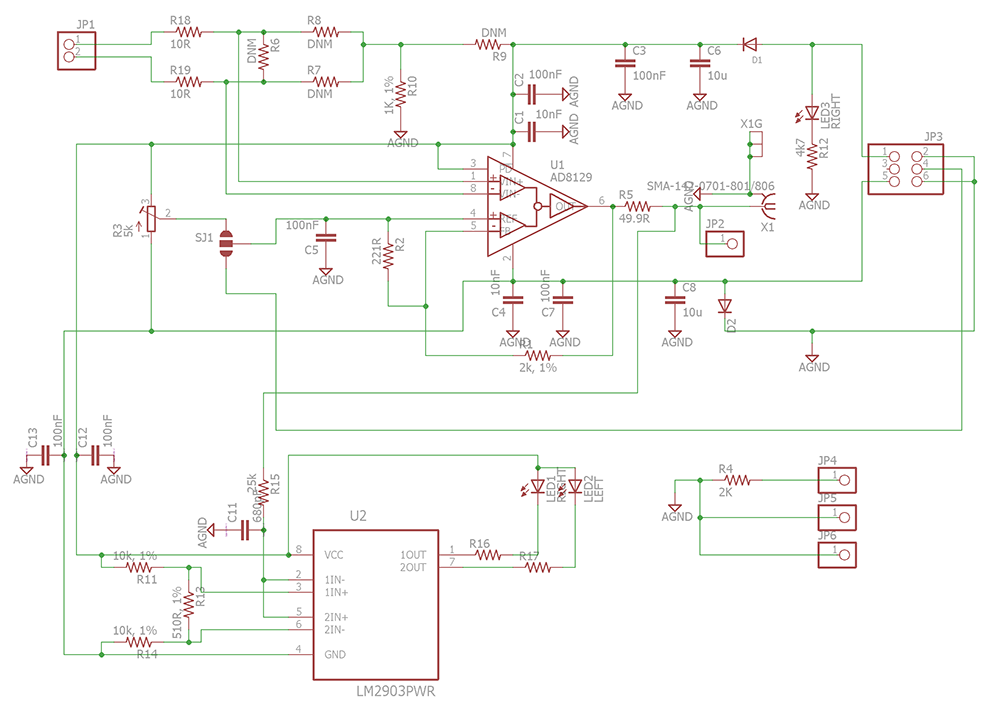 JP1
1
2
R18
10R
R19
10R
DNM
R6
R8
DNM
R7
DNM
1K, 1%
R10
AGND
DNM
R9
C2
100nF
AGND
C1
10nF
AGND
C3
100nF
AGND
C6
10u
AGND
D1
LED3
RIGHT
4k7
R12
AGND
X1G
JP3
1
2
3
4
5
6
U1
AD8129
7
3
PD
1
VIN+
8
VIN-
4
REF
5
FB
OUT
6
2
R5
49.9R
SMA-142-0701-801/806
AGND
X1
JP2
1
R3
5k
3
2
1
SJ1
100nF
C5
AGND
221R
R2
10nF
C4
AGND
100nF
C7
AGND
R1
2k, 1%
C8
10u
AGND
D2
AGND
C13
100nF
AGND
C12
100nF
AGND
25k
R15
680nF
C11
AGND
LED1
RIGHT
LED2
LEFT
U2
8
VCC
2
1IN-
3
1IN+
5
2IN+
6
2IN-
4
GND
1OUT
1
2OUT
7
LM2903PWR
R16
R17
10k, 1%
R11
510R, 1%
R13
10k, 1%
R14
AGND
R4
2K
JP4
1
JP5
1
JP6
1